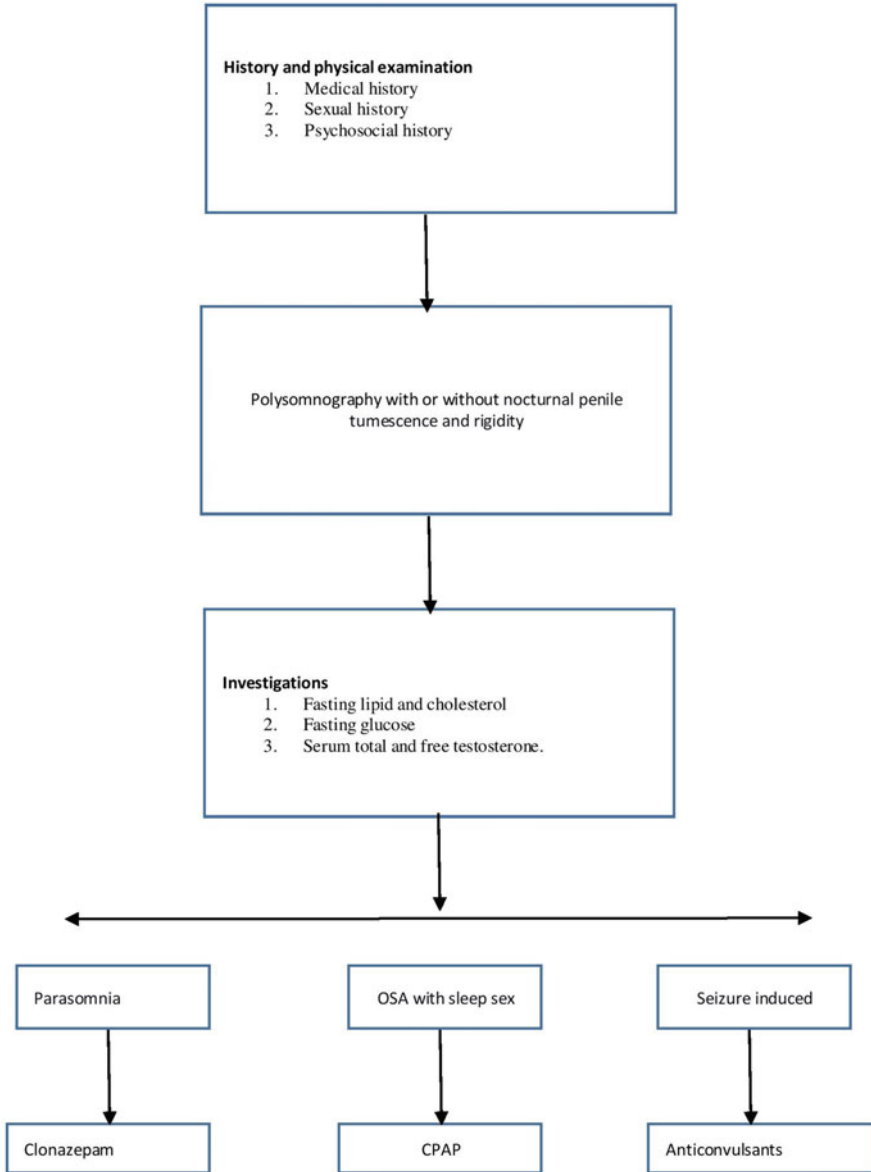 History and physical examination
1. Medical history
2. Sexual history
3. Psychosocial history
Polysomnography with or without nocturnal penile
tumescence and rigidity
Investigations
1. Fasting lipid and cholesterol
2. Fasting glucose
3. Serum total and free testosterone.
Parasomnia
OSA with sleep sex
Seizure induced
Clonazepam
CPAP
Anticonvulsants